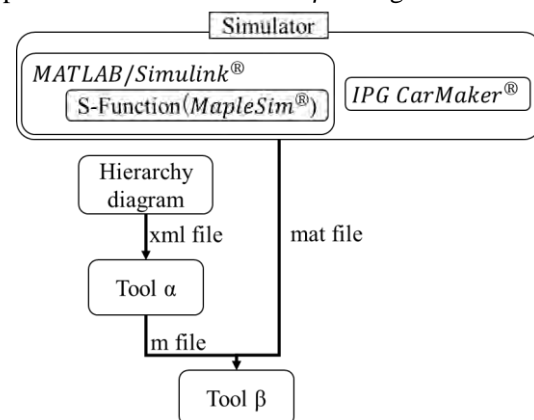 Simulator
MATLAB/Simulink®
S-Function(MapleSim®)
IPG CarMaker®
Hierarchy
diagram
xml file
mat file
Tool α
m file
Tool β